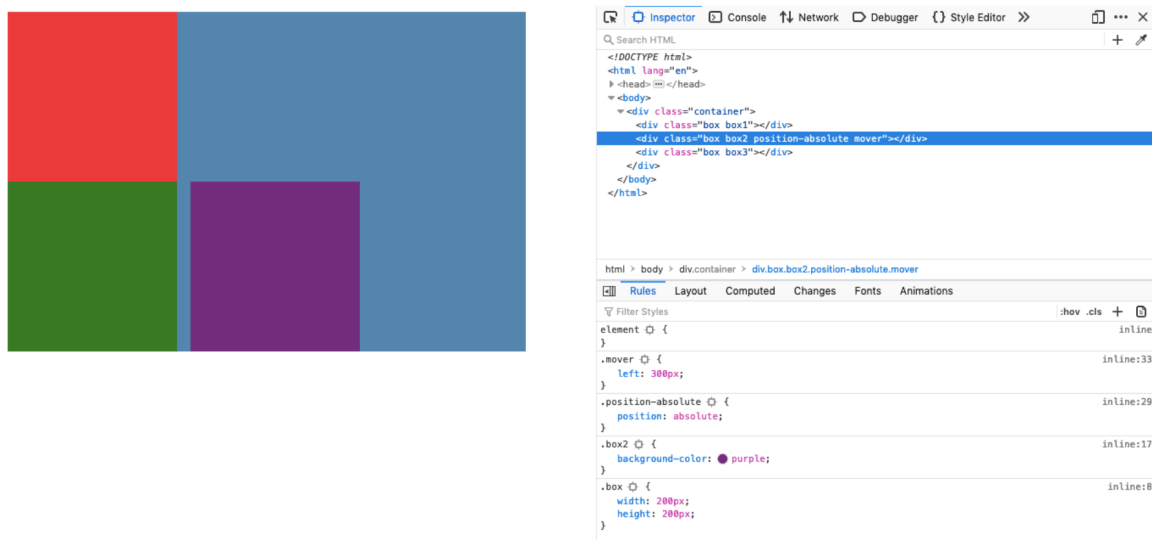 Inspector Console Network Debugger Style Editor
Search HTML
<!DOCTYPE html>
<html lang="en">
<head> ··· </head>
<body>
<div class="container">
<div class="box box1"></div>
<div class="box box2 position-absolute mover"></div>
<div class="box box3"></div>
</div>
</body>
</html>
html > body > div.container > div.box.box2.position-absolute.mover
Rules Layout Computed Changes Fonts Animations
Filter Styles :hov .cls +
element { inline
}
.mover { inline:33
left: 300px;
}
.position-absolute { inline:29
position: absolute;
}
.box2 { inline:17
background-color: purple;
}
.box { inline:8
width: 200px;
height: 200px;
}